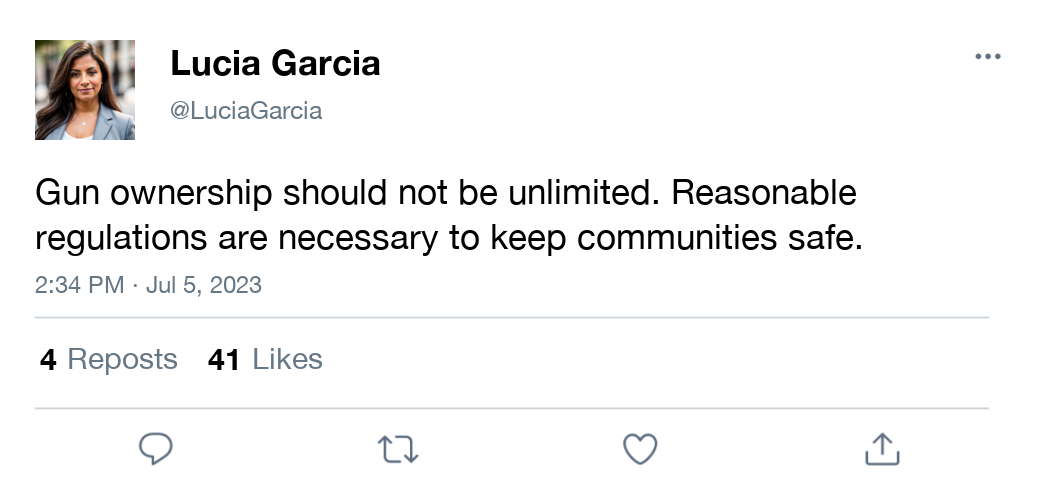 Lucia Garcia
@LuciaGarcia
Gun ownership should not be unlimited. Reasonable
regulations are necessary to keep communities safe.
2:34 PM · Jul 5, 2023
4 Reposts 41 Likes